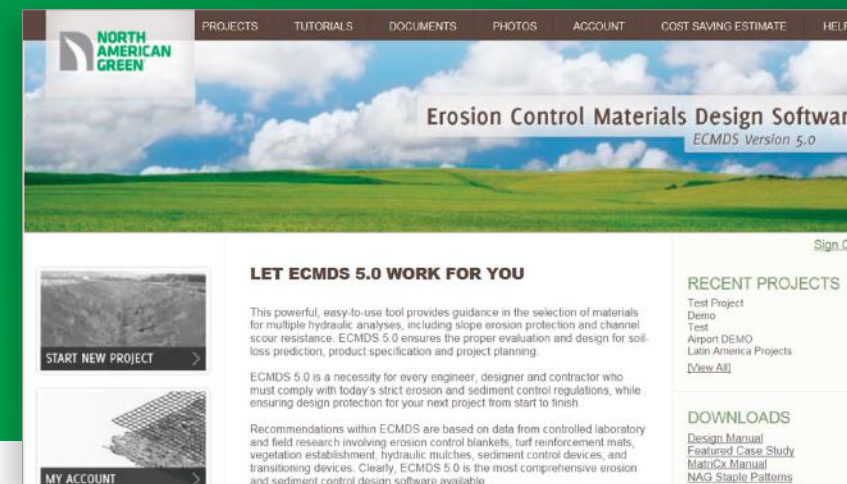 NORTH
AMERICAN
GREEN
PROJECTS TUTORIALS DOCUMENTS PHOTOS ACCOUNT COST SAVING ESTIMATE
Erosion Control Materials Design
ECMDS Version 5.0
Sign
START NEW PROJECT
MY ACCOUNT
LET ECMDS 5.0 WORK FOR YOU
This powerful, easy-to-use tool provides guidance in the selection of materials
for multiple hydraulic analyses, including slope erosion protection and channel
scour resistance. ECMDS 5.0 ensures the proper evaluation and design for soil-
loss prediction, product specification and project planning.
ECMDS 5.0 is a necessity for every engineer, designer and contractor who
must comply with today's strict erosion and sediment control regulations, while
ensuring design protection for your next project from start to finish.
Recommendations within ECMDS are based on data from controlled laboratory
and field research involving erosion control blankets, turf reinforcement mats,
vegetation establishment, hydraulic mulches, sediment control devices, and
transitioning devices. Clearly, ECMDS 5.0 is the most comprehensive erosion
and sediment control design software available.
RECENT PROJECTS
Test Project
Demo
Test
Airport DEMO
Latin America Projects
[View All]
DOWNLOADS
Design Manual
Featured Case Study
MatriCx Manual
NAG Staple Patterns